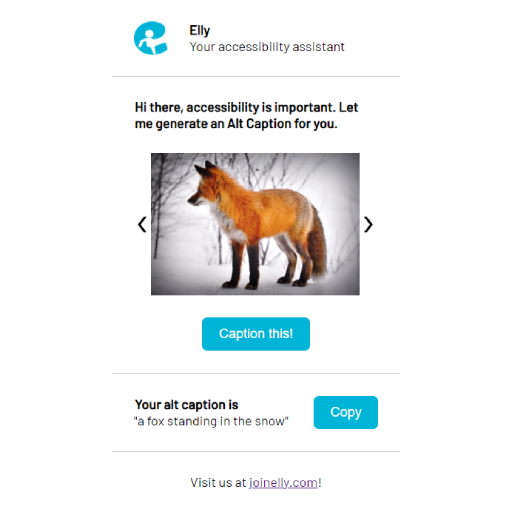 Elly
Your accessibility assistant
Hi there, accessibility is important. Let
me generate an Alt Caption for you.
Caption this!
Your alt caption is
"a fox standing in the snow"
Copy
Visit us at joinelly.com!